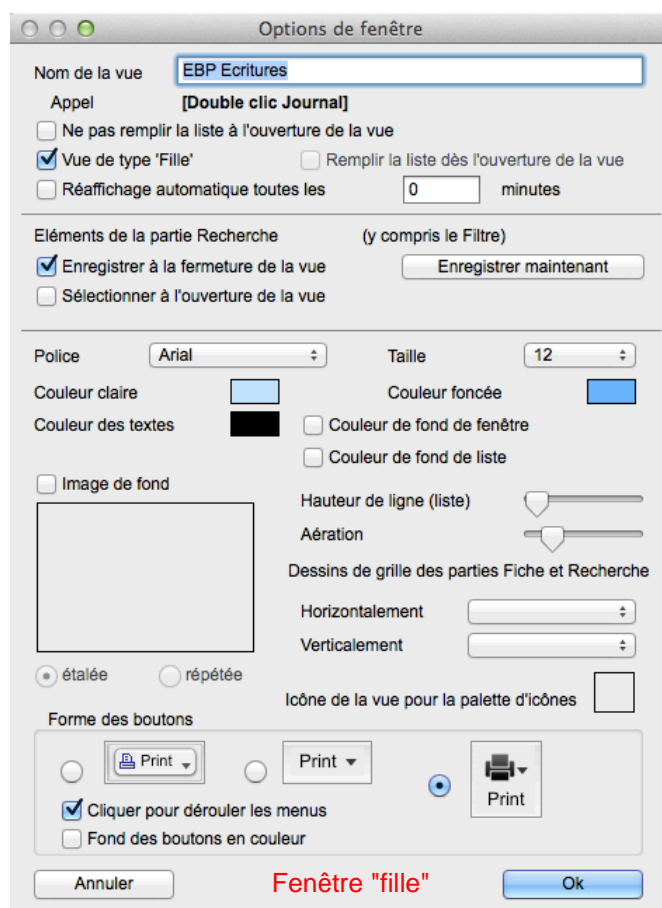 Options de fenêtre
Nom de la vue EBP Ecritures
Appel [Double clic Journal]
Ne pas remplir la liste à l'ouverture de la vue
Vue de type 'Fille' Remplir la liste dès l'ouverture de la vue
Réaffichage automatique toutes les 0 minutes
Eléments de la partie Recherche (y compris le Filtre)
Enregistrer à la fermeture de la vue Enregistrer maintenant
Sélectionner à l'ouverture de la vue
Police Arial Taille 12
Couleur claire Couleur foncée
Couleur des textes Couleur de fond de fenêtre
Couleur de fond de liste
Image de fond
Hauteur de ligne (liste)
Aération
Dessins de grille des parties Fiche et Recherche
Horizontalement
Verticalement
étalée répétée
Icône de la vue pour la palette d'icônes
Forme des boutons
Print Print Print
Cliquer pour dérouler les menus
Fond des boutons en couleur
Annuler Fenêtre "fille" Ok